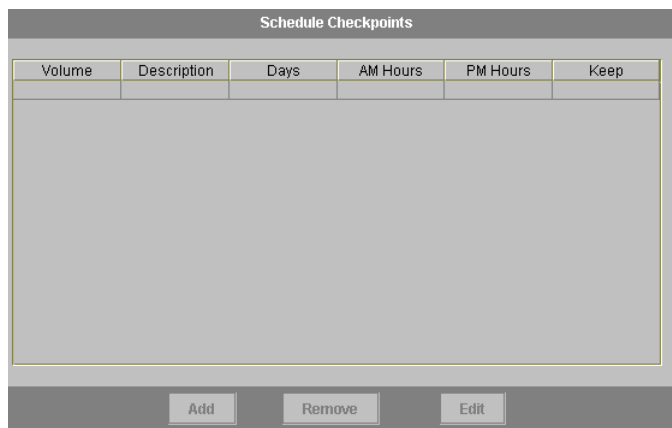 Schedule Checkpoints
Volume Description Days AM Hours PM Hours Keep
Add Remove Edit